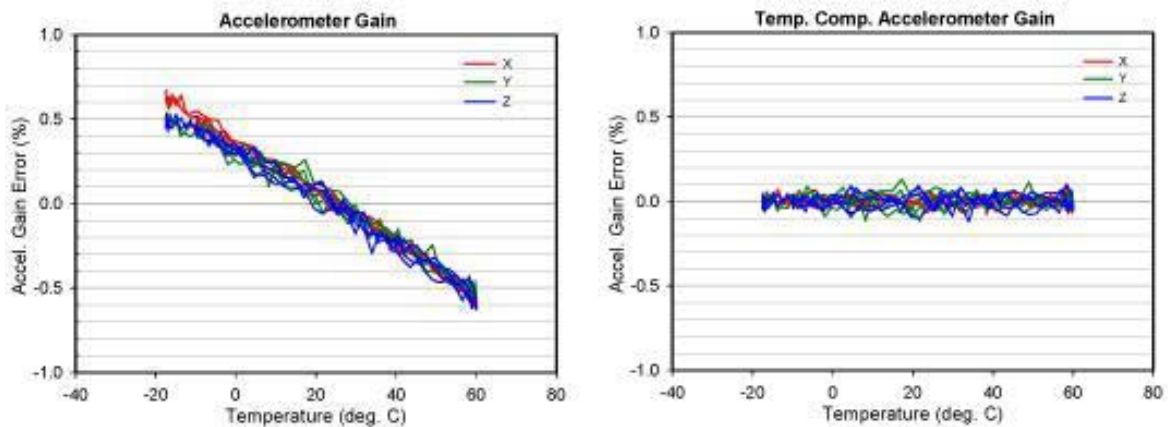 Accelerometer Gain
1.0
0.5
0.0
-0.5
-1.0
Accel. Gain Error (%)
X
Y
Z
-40 -20 0 20 40 60 80
Temperature (deg. C)
Temp. Comp. Accelerometer Gain
1.0
0.5
0.0
-0.5
-1.0
Accel. Gain Error (%)
X
Y
Z
-40 -20 0 20 40 60 80
Temperature (deg. C)